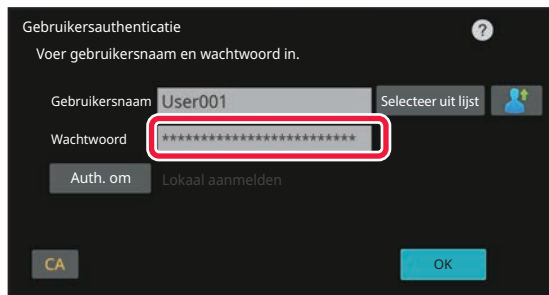 Gebruikersauthenticatie ?
Voer gebruikersnaam en wachtwoord in.
Gebruikersnaam User001 Selecteer uit lijst
Wachtwoord *************************
Auth. om Lokaal aanmelden
CA OK